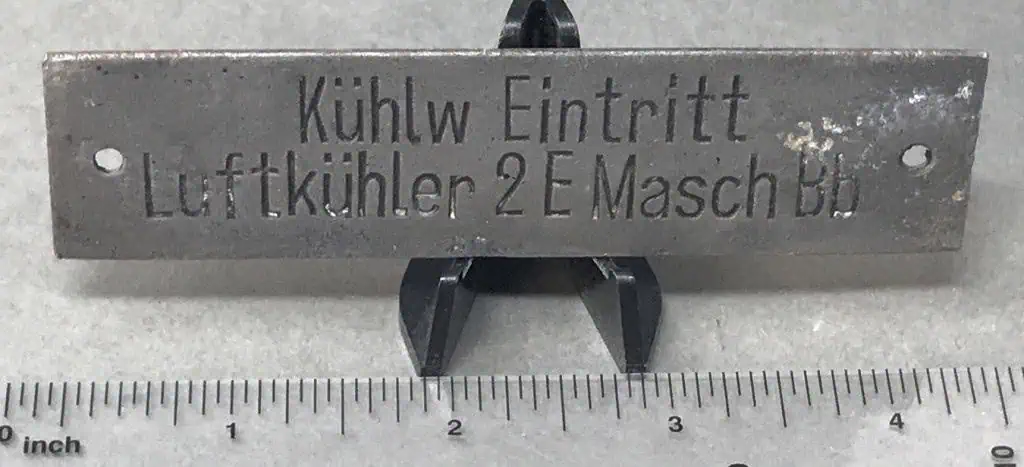 Kühlw Eintritt
Luftkühler 2 E Masch Bb
0 inch 1 2 3 4